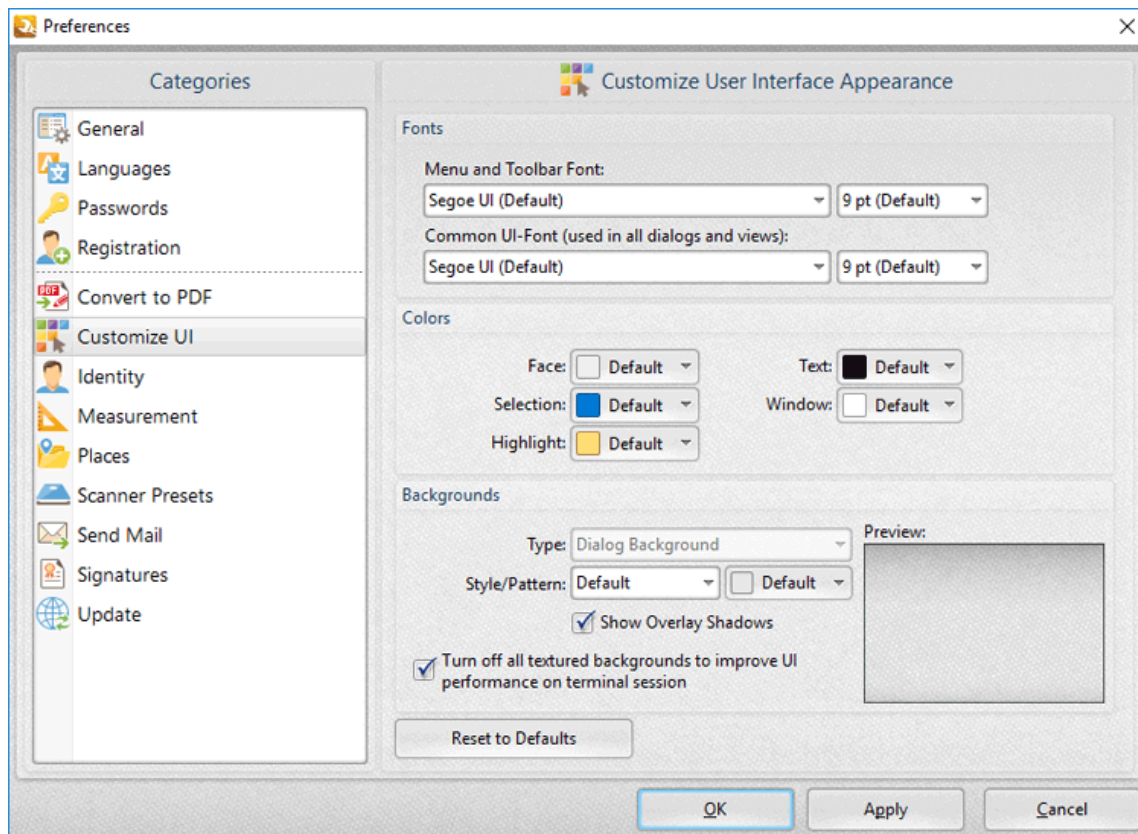 Preferences
Categories
General
Languages
Passwords
Registration
Convert to PDF
Customize UI
Identity
Measurement
Places
Scanner Presets
Send Mail
Signatures
Update
Customize User Interface Appearance
Fonts
Menu and Toolbar Font:
Segoe UI (Default) 9 pt (Default)
Common UI-Font (used in all dialogs and views):
Segoe UI (Default) 9 pt (Default)
Colors
Face: Default Text: Default
Selection: Default Window: Default
Highlight: Default
Backgrounds
Type: Dialog Background
Style/Pattern: Default Default
Show Overlay Shadows
Turn off all textured backgrounds to improve UI
performance on terminal session
Preview:
Reset to Defaults
OK Apply Cancel